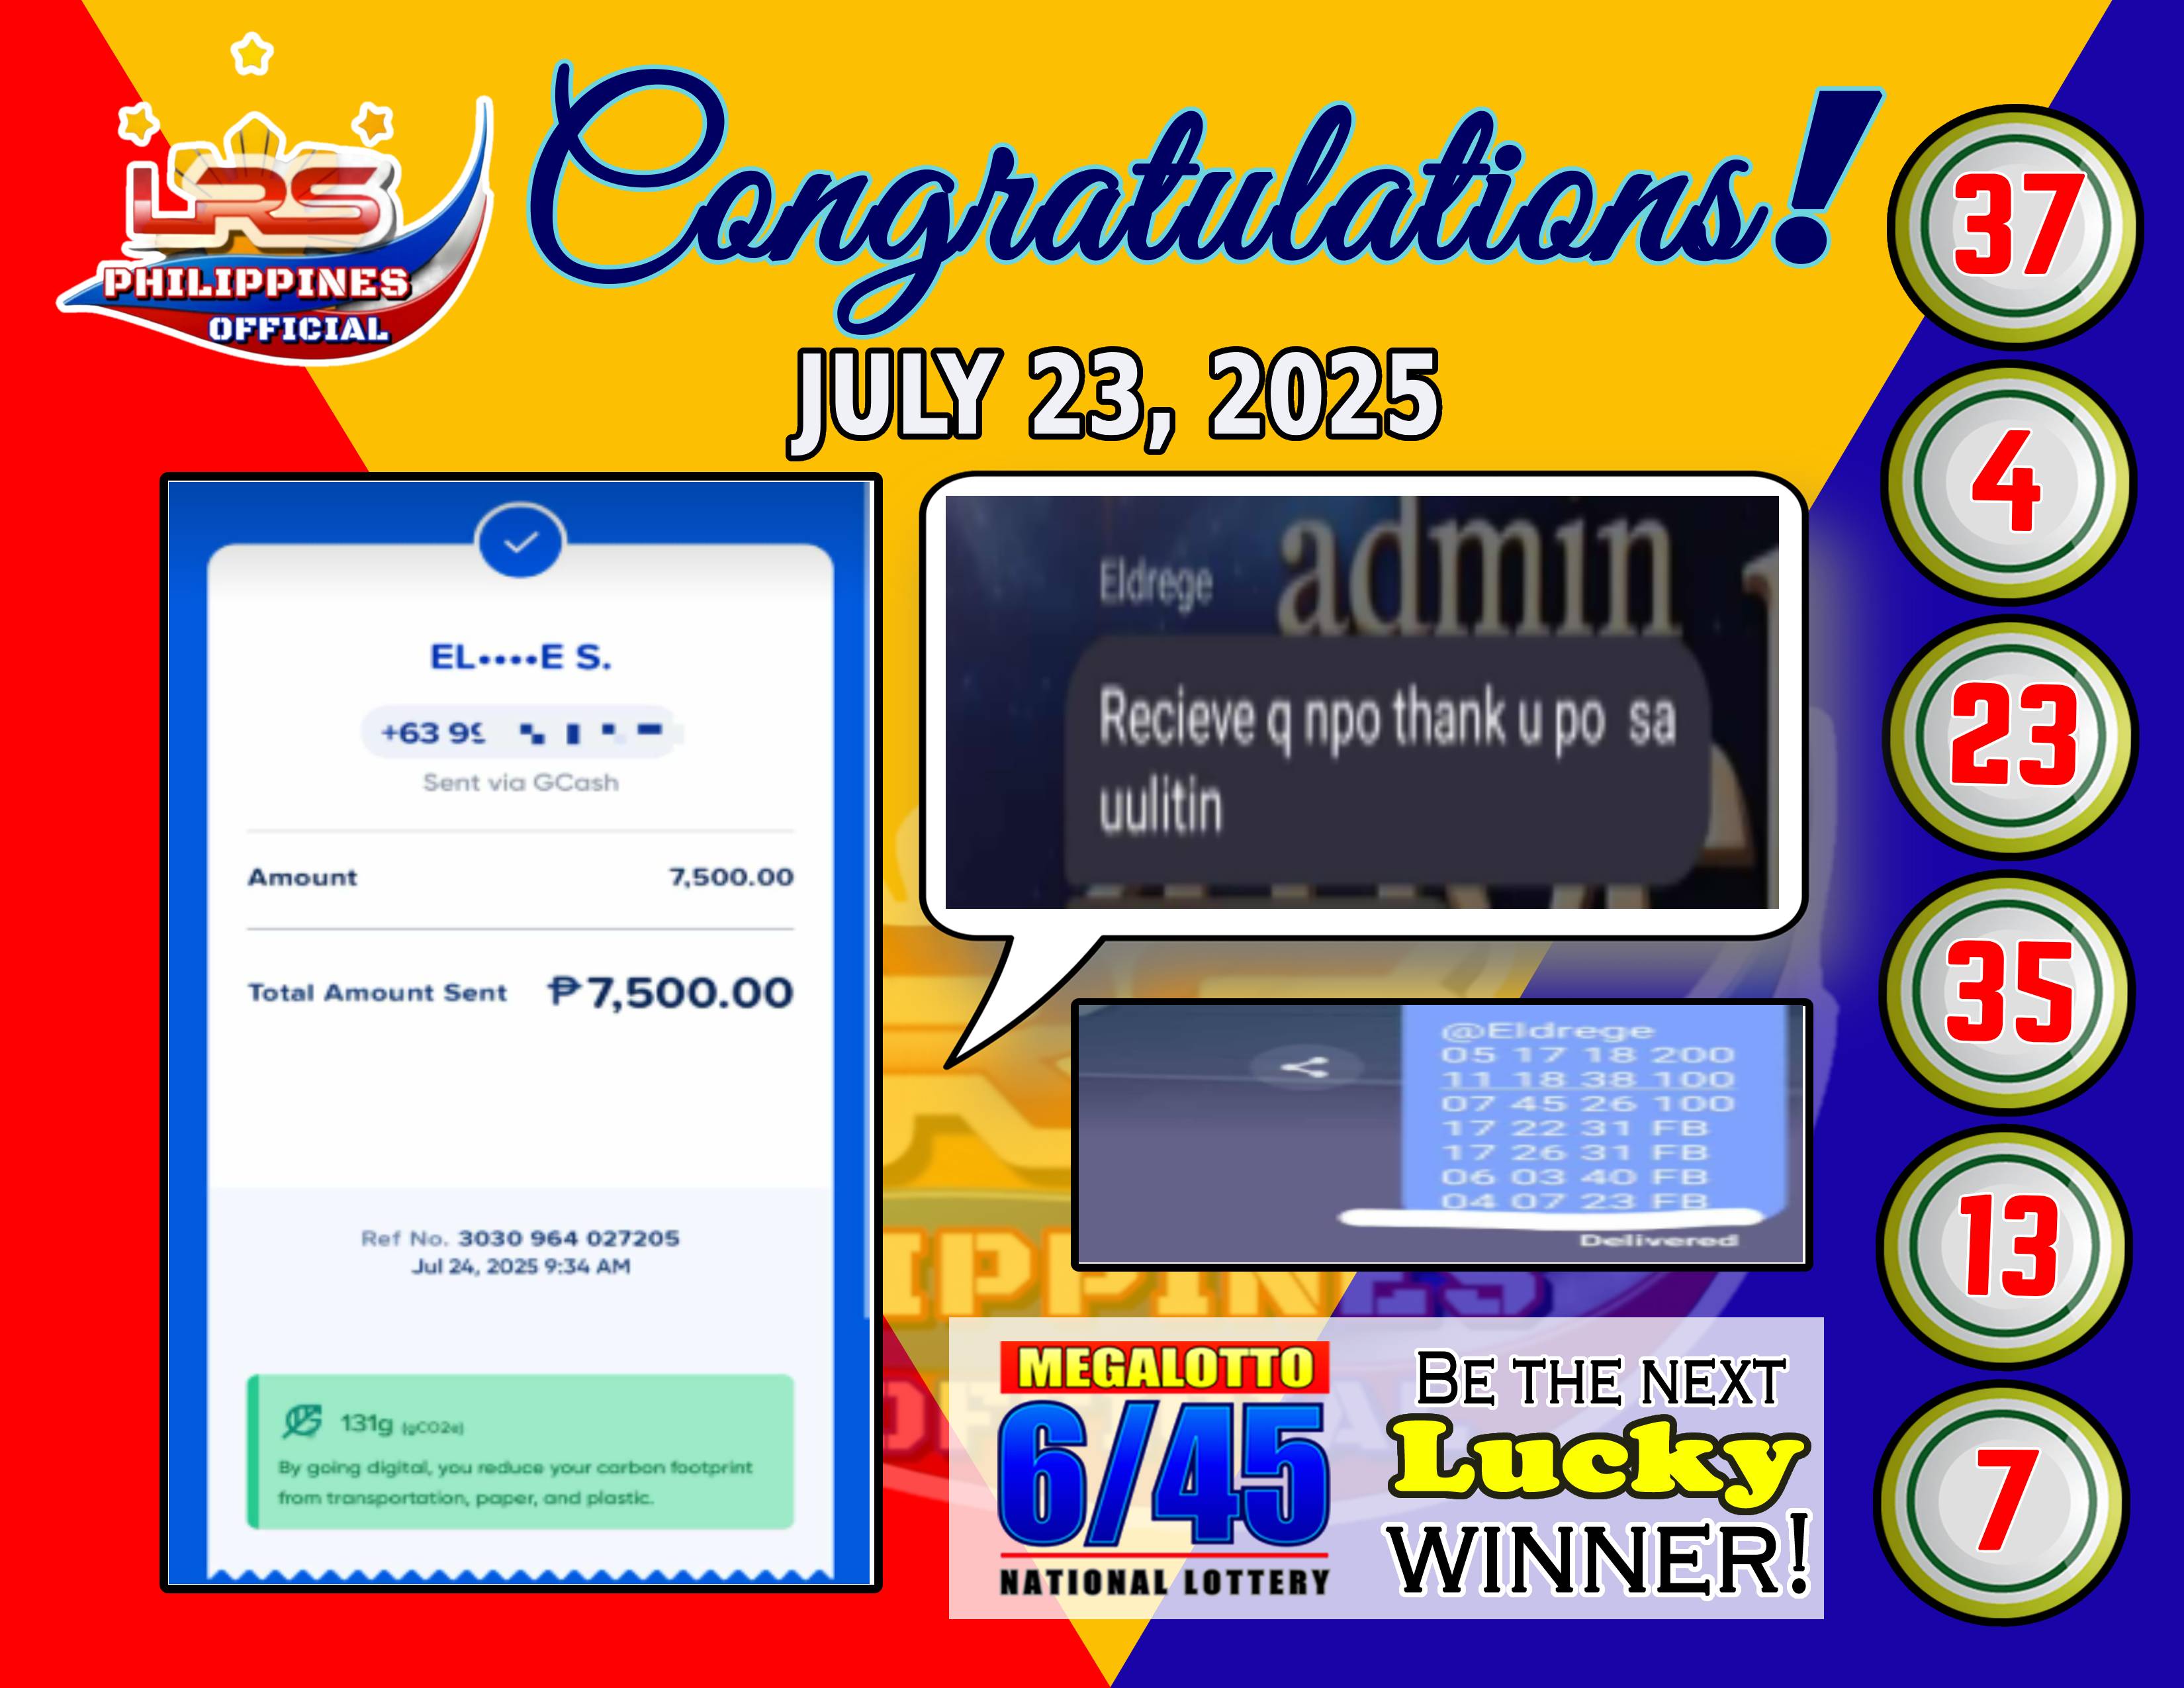 LRS
PHILIPPINES
OFFICIAL
Congratulations!
JULY 23, 2025
EL••••E S.
+63 99
Sent via GCash
Amount 7,500.00
Total Amount Sent ₱7,500.00
Ref No. 3030 964 027205
Jul 24, 2025 9:34 AM
131g (gCO2e)
By going digital, you reduce your carbon footprint
from transportation, paper, and plastic.
admin
Eldrege
Recieve q npo thank u po sa
uulitin
@Eldrege
05 17 18 200
11 18 38 100
07 45 26 100
17 22 31 FB
17 26 31 FB
06 03 40 FB
04 07 23 FB
Delivered
MEGALOTTO
6/45
NATIONAL LOTTERY
BE THE NEXT
Lucky
WINNER!
37
4
23
35
13
7